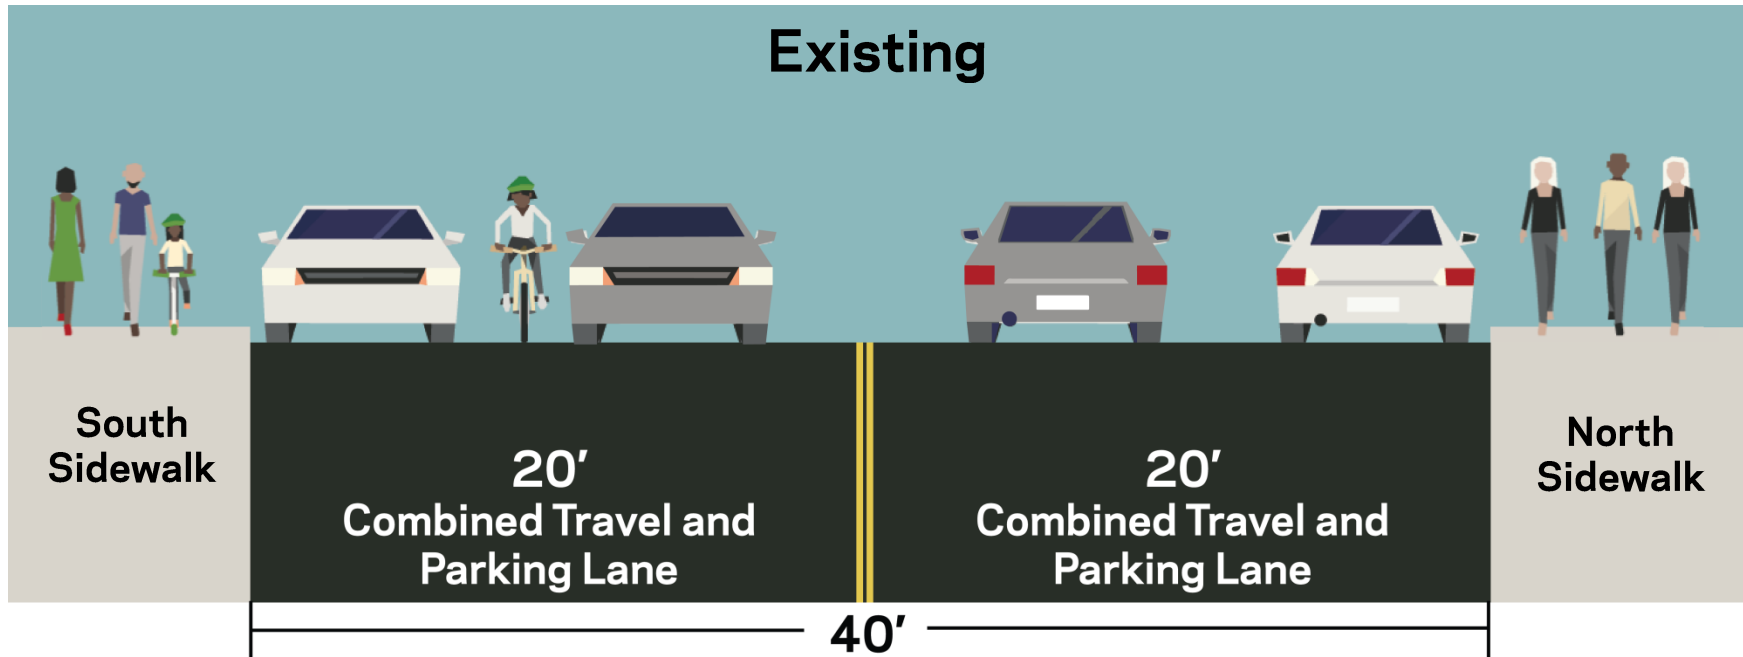 Existing
South
Sidewalk
20′
Combined Travel and
Parking Lane
20′
Combined Travel and
Parking Lane
North
Sidewalk
40′